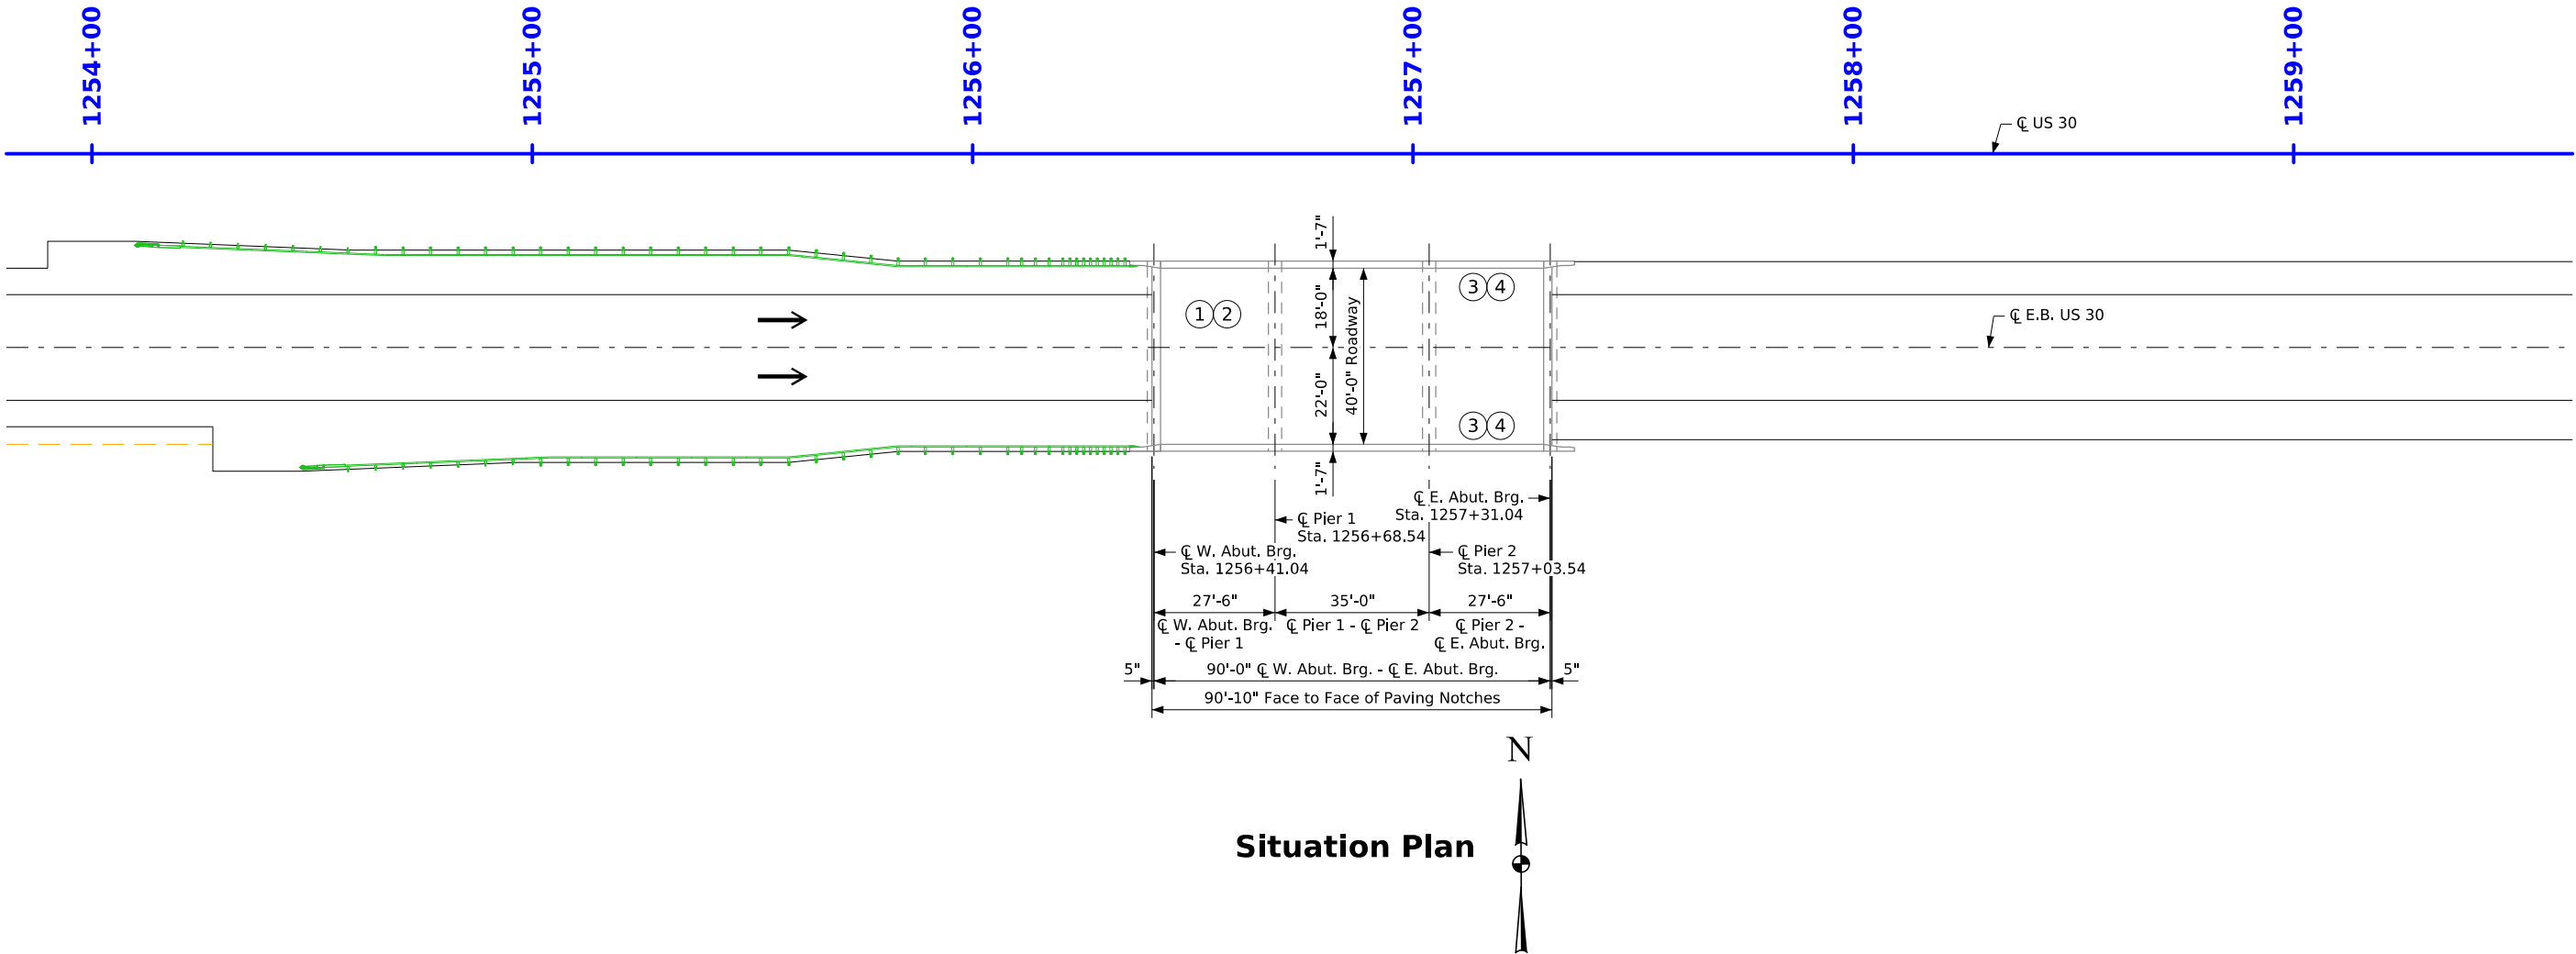 1254+00
1255+00
1256+00
1257+00
1258+00
1259+00
℄ US 30
1'-7"
18'-0"
40'-0" Roadway
22'-0"
1'-7"
1 2
3 4
3 4
℄ E.B. US 30
℄ E. Abut. Brg.
Sta. 1257+31.04
℄ Pier 1
Sta. 1256+68.54
℄ W. Abut. Brg.
Sta. 1256+41.04
℄ Pier 2
Sta. 1257+03.54
27'-6"
35'-0"
27'-6"
℄ W. Abut. Brg.
- ℄ Pier 1
℄ Pier 1 - ℄ Pier 2
℄ Pier 2 -
℄ E. Abut. Brg.
5"
90'-0" ℄ W. Abut. Brg. - ℄ E. Abut. Brg.
5"
90'-10" Face to Face of Paving Notches
N
Situation Plan